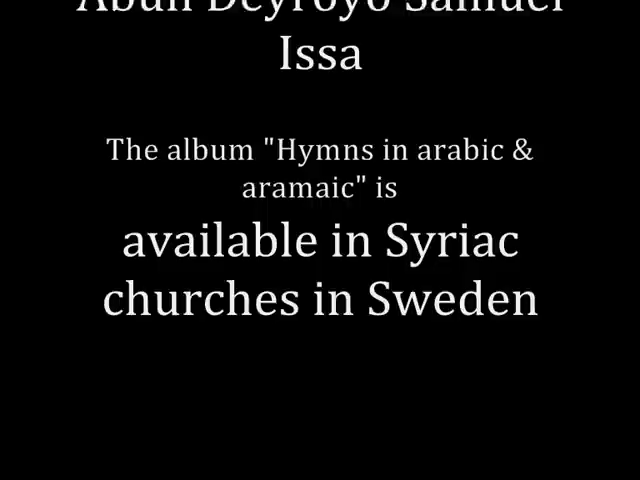 Abun Deyroyo Samuel
Issa
The album "Hymns in arabic &
aramaic" is
available in Syriac
churches in Sweden